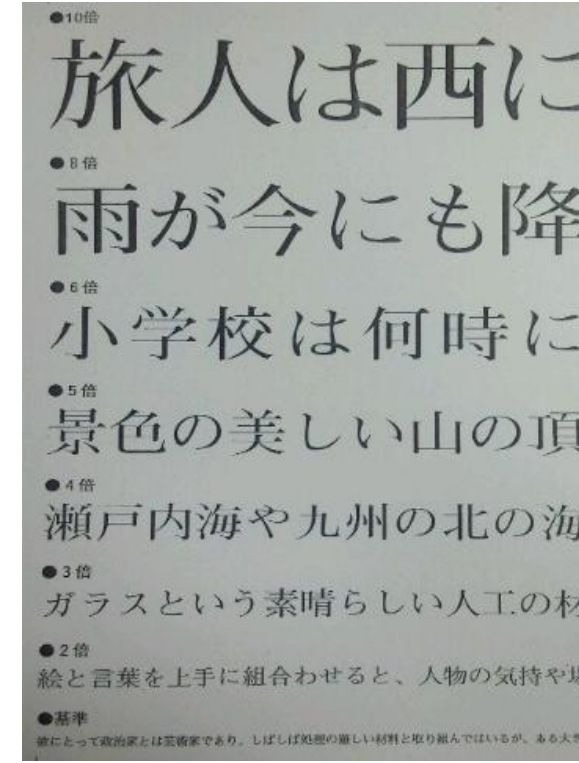 ●10倍
旅人は西に
●8倍
雨が今にも降
●6倍
小学校は何時に
●5倍
景色の美しい山の頂
●4倍
瀬戸内海や九州の北の海
●3倍
ガラスという素晴らしい人工の材
●2倍
絵と言葉を上手に組合わせると、人物の気持や場
●基準
彼にとって政治家とは芸術家であり、しばしば処理の難しい材料と取り組んではいるが、ある大き